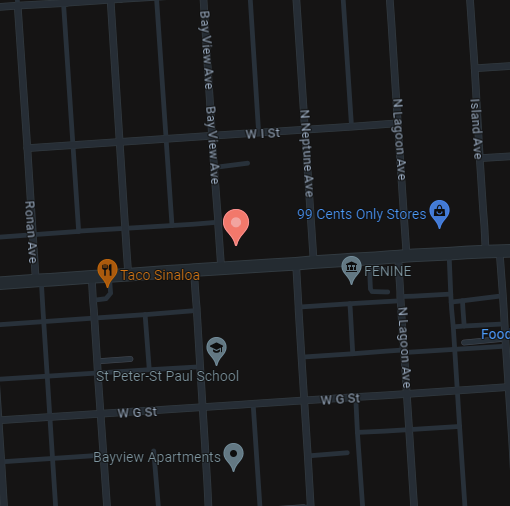 Bay View Ave
Bay View Ave
W I St
N Neptune Ave
N Lagoon Ave
Island Ave
Ronan Ave
99 Cents Only Stores
Taco Sinaloa
FENINE
N Lagoon Ave
Food
St Peter-St Paul School
W G St
W G St
Bayview Apartments